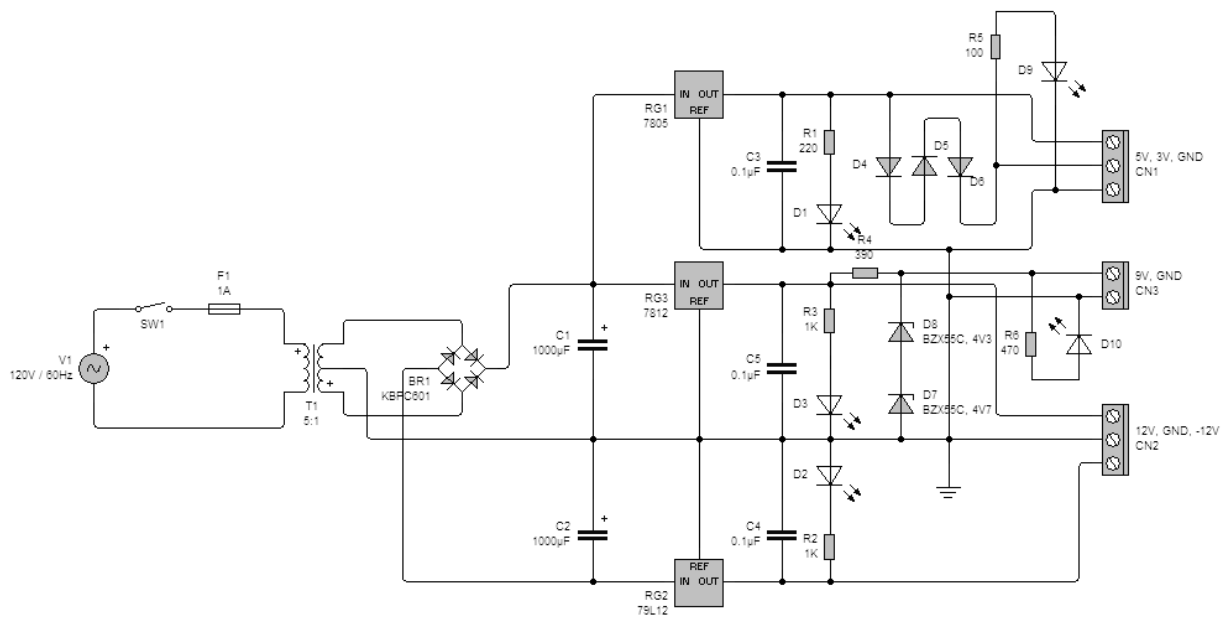 R5
100
D9
IN OUT
REF
RG1
7805
R1
220
C3
0.1µF
D4
D5
D6
5V, 3V, GND
CN1
D1
R4
390
F1
1A
SW1
IN OUT
REF
RG3
7812
9V, GND
CN3
V1
120V / 60Hz
T1
5:1
BR1
KBPC601
C1
1000µF
R3
1K
C5
0.1µF
D3
D8
BZX55C, 4V3
R6
470
D10
D7
BZX55C, 4V7
12V, GND, -12V
CN2
D2
C2
1000µF
C4
0.1µF
R2
1K
REF
IN OUT
RG2
79L12